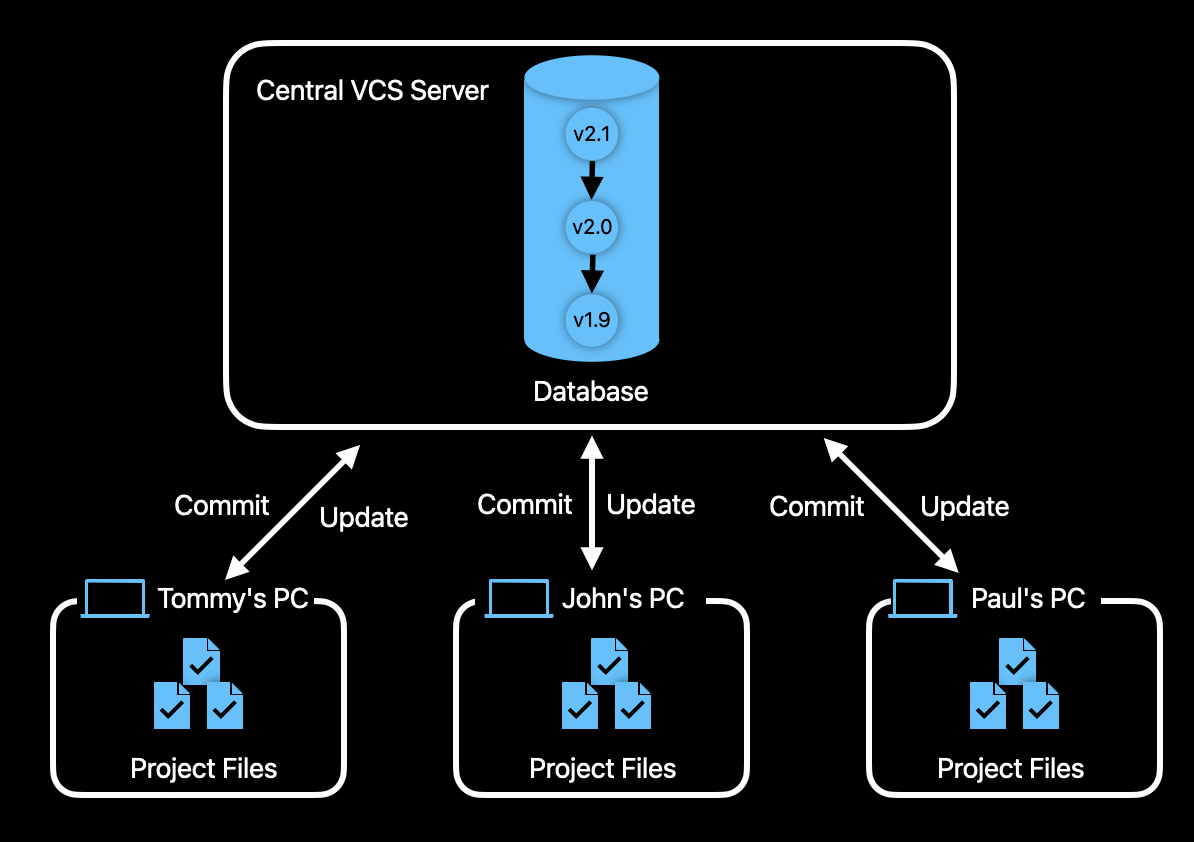 Central VCS Server
v2.1
v2.0
v1.9
Database
Commit
Update
Commit
Update
Commit
Update
Tommy's PC
John's PC
Paul's PC
Project Files
Project Files
Project Files